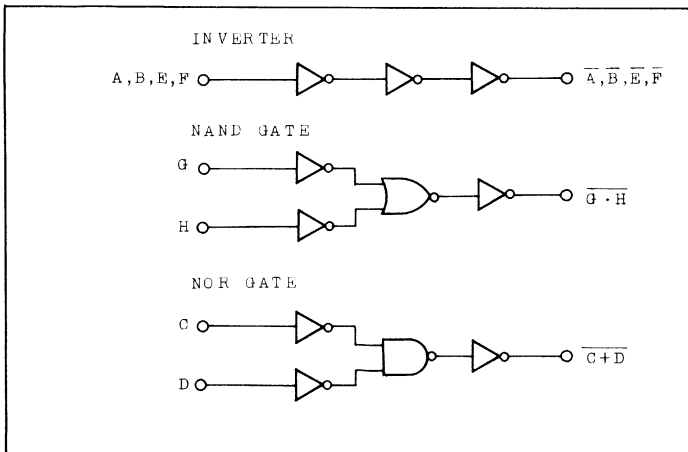 INVERTER
A,B,E,F A̅,B̅,E̅,F̅
NAND GATE
G
G̅ ̅·̅ ̅H̅
H
NOR GATE
C
C̅+̅D̅
D